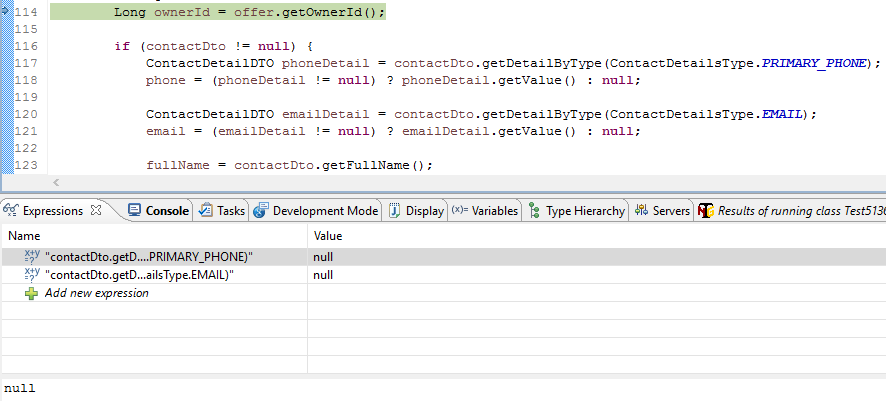 114 Long ownerId = offer.getOwnerId();
115
116 if (contactDto != null) {
117 ContactDetailDTO phoneDetail = contactDto.getDetailByType(ContactDetailsType.PRIMARY_PHONE);
118 phone = (phoneDetail != null) ? phoneDetail.getValue() : null;
119
120 ContactDetailDTO emailDetail = contactDto.getDetailByType(ContactDetailsType.EMAIL);
121 email = (emailDetail != null) ? emailDetail.getValue() : null;
122
123 fullName = contactDto.getFullName();
Expressions Console Tasks Development Mode Display (x)= Variables Type Hierarchy Servers Results of running class Test5136
Name Value
"contactDto.getD....PRIMARY_PHONE)" null
"contactDto.getD...ailsType.EMAIL)" null
Add new expression
null